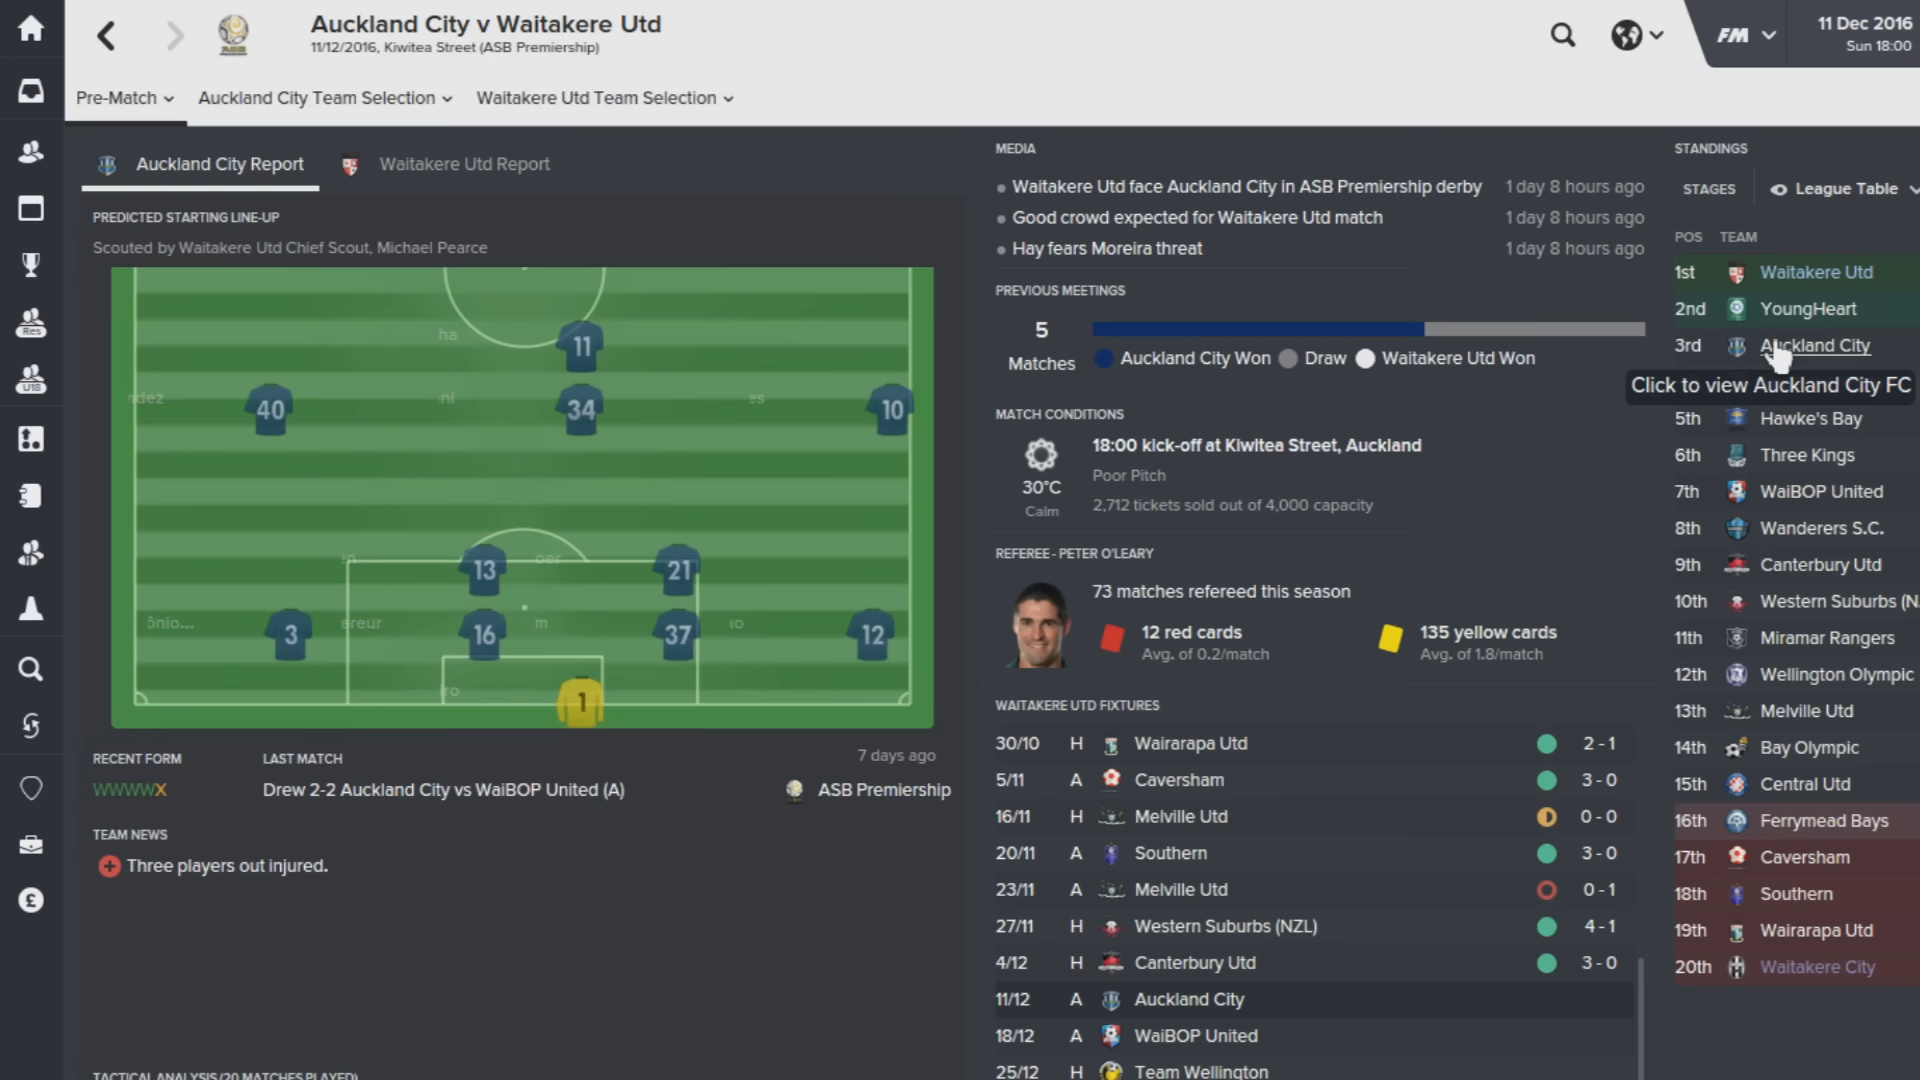 Auckland City v Waitakere Utd
11/12/2016, Kiwitea Street (ASB Premiership)
FM
11 Dec 2016
Sun 18:00
Pre-Match Auckland City Team Selection Waitakere Utd Team Selection
Auckland City Report Waitakere Utd Report
PREDICTED STARTING LINE-UP
Scouted by Waitakere Utd Chief Scout, Michael Pearce
11
40 34 10
13 21
3 16 37 12
1
RECENT FORM
WWWWX
LAST MATCH
7 days ago
Drew 2-2 Auckland City vs WaiBOP United (A)
ASB Premiership
TEAM NEWS
Three players out injured.
TACTICAL ANALYSIS (20 MATCHES PLAYED)
MEDIA
Waitakere Utd face Auckland City in ASB Premiership derby 1 day 8 hours ago
Good crowd expected for Waitakere Utd match 1 day 8 hours ago
Hay fears Moreira threat 1 day 8 hours ago
PREVIOUS MEETINGS
5
Matches
Auckland City Won Draw Waitakere Utd Won
MATCH CONDITIONS
30°C
Calm
18:00 kick-off at Kiwitea Street, Auckland
Poor Pitch
2,712 tickets sold out of 4,000 capacity
REFEREE - PETER O'LEARY
73 matches refereed this season
12 red cards
Avg. of 0.2/match
135 yellow cards
Avg. of 1.8/match
WAITAKERE UTD FIXTURES
30/10 H Wairarapa Utd 2 - 1
5/11 A Caversham 3 - 0
16/11 H Melville Utd 0 - 0
20/11 A Southern 3 - 0
23/11 A Melville Utd 0 - 1
27/11 H Western Suburbs (NZL) 4 - 1
4/12 H Canterbury Utd 3 - 0
11/12 A Auckland City
18/12 A WaiBOP United
25/12 H Team Wellington
STANDINGS
STAGES League Table
POS TEAM
1st Waitakere Utd
2nd YoungHeart
3rd Auckland City
Click to view Auckland City FC
5th Hawke's Bay
6th Three Kings
7th WaiBOP United
8th Wanderers S.C.
9th Canterbury Utd
10th Western Suburbs (N
11th Miramar Rangers
12th Wellington Olympic
13th Melville Utd
14th Bay Olympic
15th Central Utd
16th Ferrymead Bays
17th Caversham
18th Southern
19th Wairarapa Utd
20th Waitakere City
Res
U18